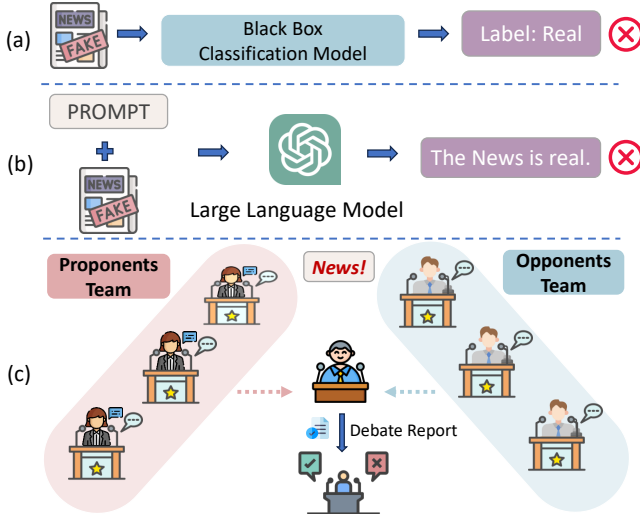 (a)
NEWS
FAKE
Black Box
Classification Model
Label: Real
PROMPT
(b)
NEWS
FAKE
Large Language Model
The News is real.
Proponents
Team
News!
Opponents
Team
(c)
Debate Report